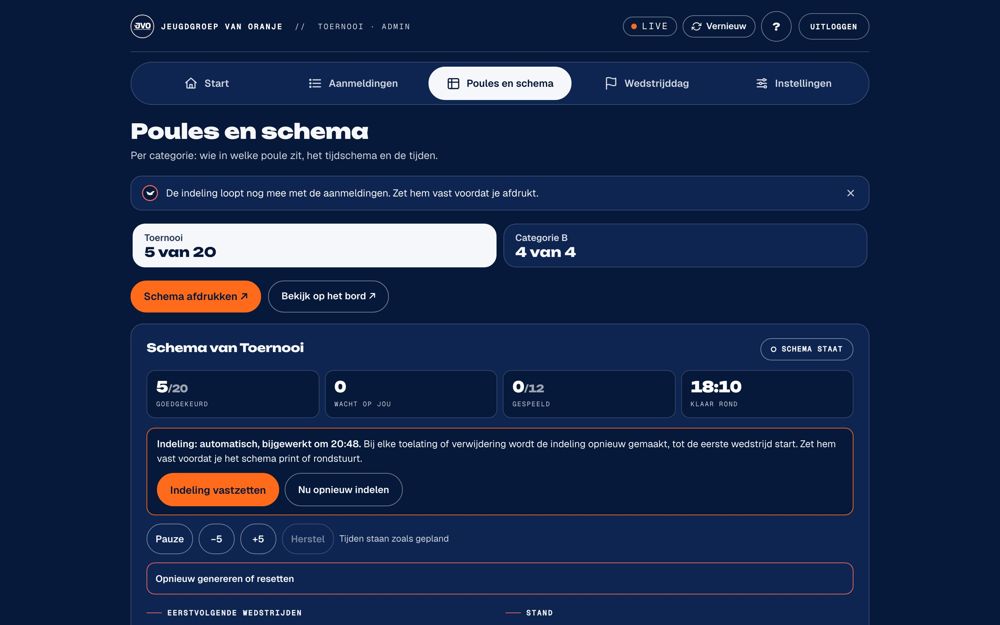 JVO JEUGDGROEP VAN ORANJE // TOERNOOI · ADMIN
LIVE
Vernieuw
?
UITLOGGEN
Start
Aanmeldingen
Poules en schema
Wedstrijddag
Instellingen
Poules en schema
Per categorie: wie in welke poule zit, het tijdschema en de tijden.
De indeling loopt nog mee met de aanmeldingen. Zet hem vast voordat je afdrukt.
Toernooi
5 van 20
Categorie B
4 van 4
Schema afdrukken ↗
Bekijk op het bord ↗
Schema van Toernooi
SCHEMA STAAT
5/20
GOEDGEKEURD
0
WACHT OP JOU
0/12
GESPEELD
18:10
KLAAR ROND
Indeling: automatisch, bijgewerkt om 20:48. Bij elke toelating of verwijdering wordt de indeling opnieuw gemaakt, tot de eerste wedstrijd start. Zet hem
vast voordat je het schema print of rondstuurt.
Indeling vastzetten
Nu opnieuw indelen
Pauze
−5
+5
Herstel
Tijden staan zoals gepland
Opnieuw genereren of resetten
EERSTVOLGENDE WEDSTRIJDEN
STAND